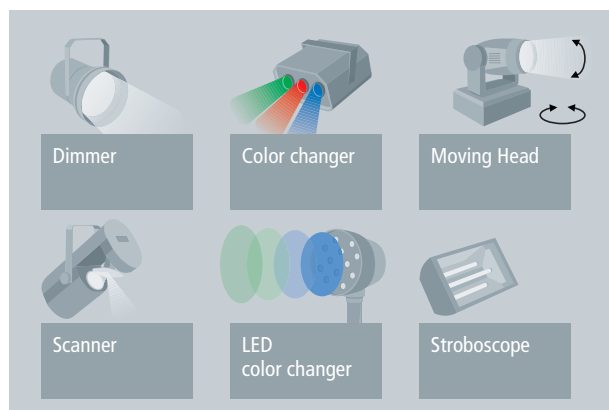 Dimmer
Color changer
Moving Head
Scanner
LED
color changer
Stroboscope